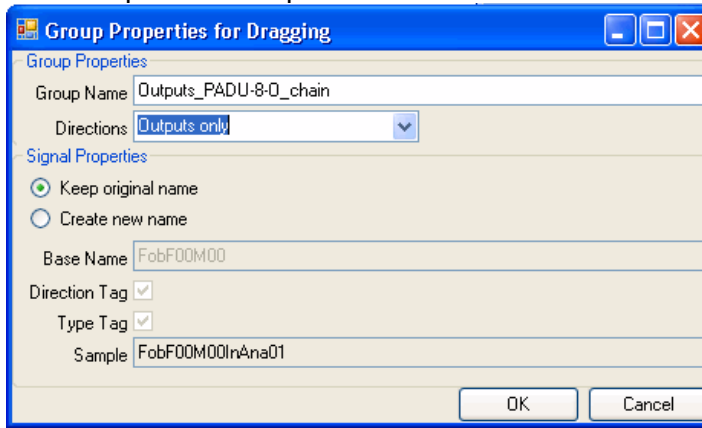 Group Properties for Dragging
Group Properties
Group Name Outputs_PADU-8-O_chain
Directions Outputs only
Signal Properties
Keep original name
Create new name
Base Name FobF00M00
Direction Tag
Type Tag
Sample FobF00M00InAna01
OK Cancel